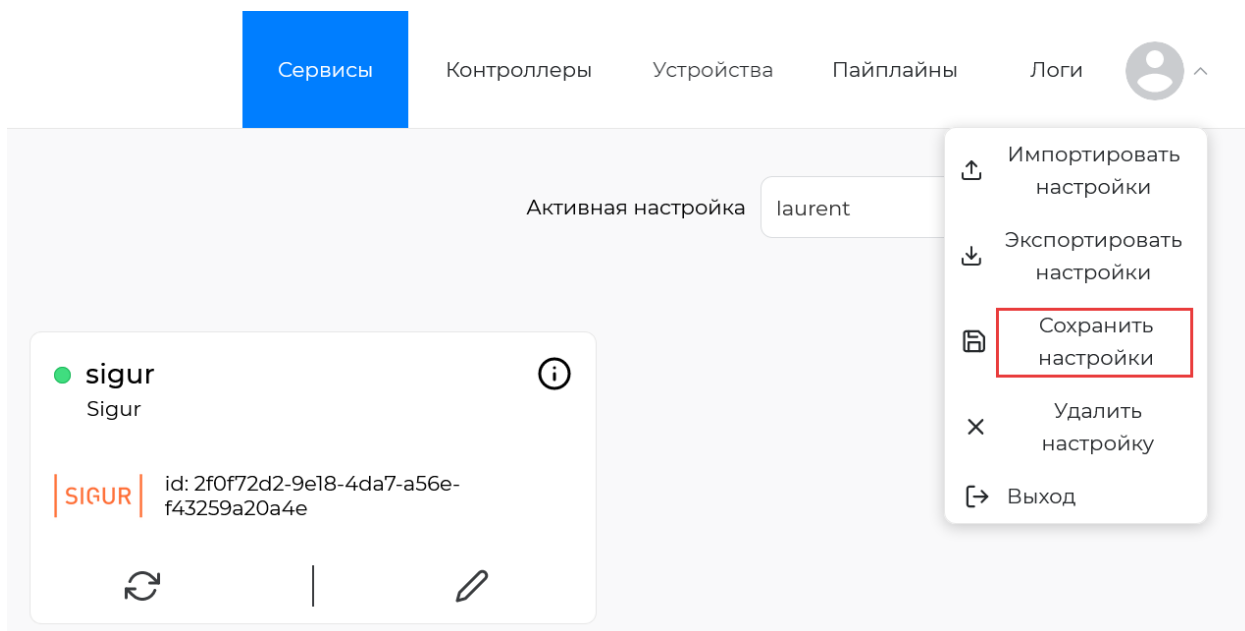 Сервисы
Контроллеры
Устройства
Пайплайны
Логи
Импортировать
настройки
Активная настройка
laurent
Экспортировать
настройки
Сохранить
настройки
sigur
Sigur
Удалить
настройку
SIGUR
id: 2f0f72d2-9e18-4da7-a56e-
f43259a20a4e
Выход